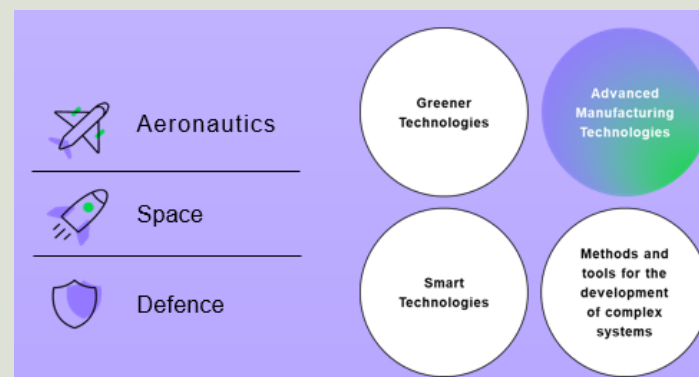 Aeronautics
Space
Defence
Greener
Technologies
Advanced
Manufacturing
Technologies
Smart
Technologies
Methods and
tools for the
development
of complex
systems